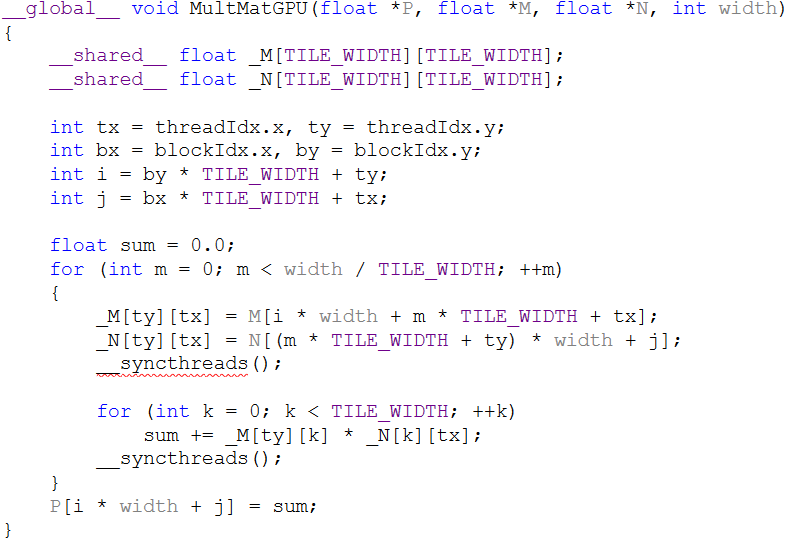 __global__ void MultMatGPU(float *P, float *M, float *N, int width)
{
    __shared__ float _M[TILE_WIDTH][TILE_WIDTH];
    __shared__ float _N[TILE_WIDTH][TILE_WIDTH];

    int tx = threadIdx.x, ty = threadIdx.y;
    int bx = blockIdx.x, by = blockIdx.y;
    int i = by * TILE_WIDTH + ty;
    int j = bx * TILE_WIDTH + tx;

    float sum = 0.0;
    for (int m = 0; m < width / TILE_WIDTH; ++m)
    {
        _M[ty][tx] = M[i * width + m * TILE_WIDTH + tx];
        _N[ty][tx] = N[(m * TILE_WIDTH + ty) * width + j];
        __syncthreads();

        for (int k = 0; k < TILE_WIDTH; ++k)
            sum += _M[ty][k] * _N[k][tx];
        __syncthreads();
    }
    P[i * width + j] = sum;
}